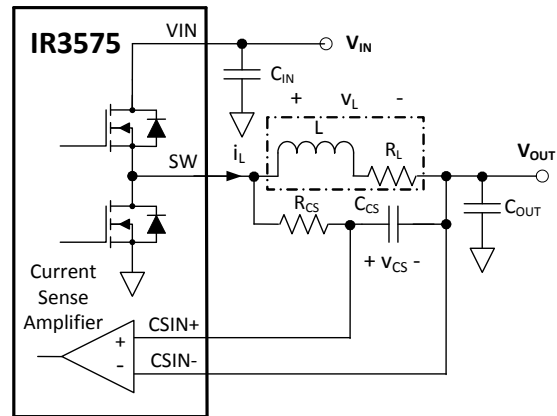 IR3575
VIN
V_IN
C_IN
+ v_L -
L
SW
i_L
R_L
V_OUT
R_CS
C_CS
C_OUT
+ v_CS -
Current
Sense
Amplifier
CSIN+
+
CSIN-
-